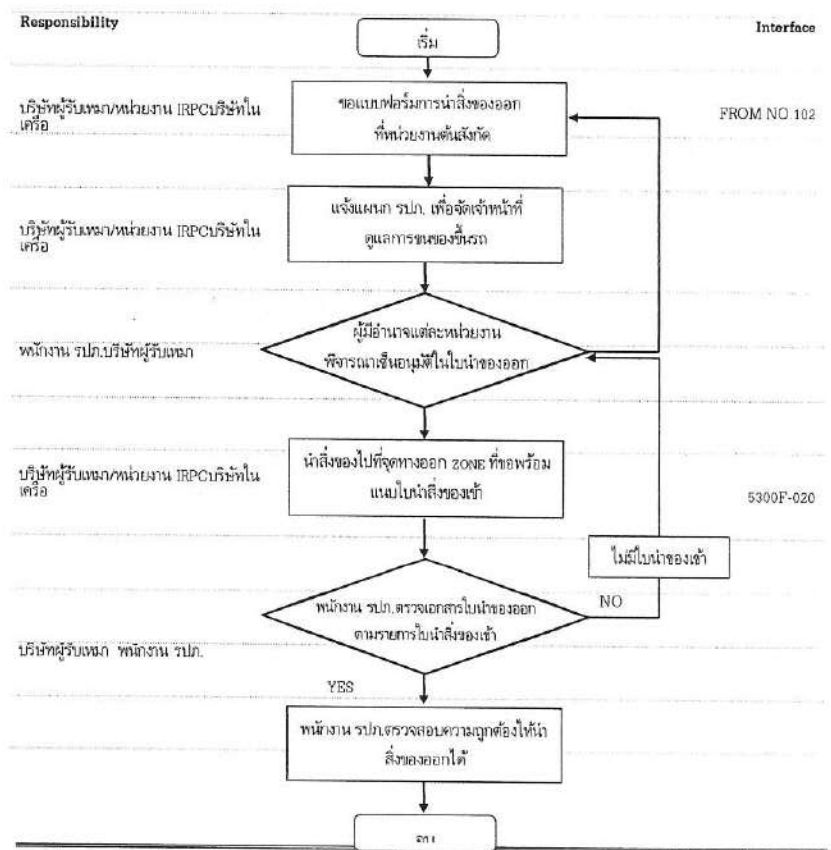 Responsibility
Interface
เริ่ม
บริษัทผู้รับเหมา/หน่วยงาน IRPCบริษัทใน
เครือ
ขอแบบฟอร์มการนำสิ่งของออก
ที่หน่วยงานต้นสังกัด
FROM NO 102
บริษัทผู้รับเหมา/หน่วยงาน IRPCบริษัทใน
เครือ
แจ้งแผนก รปภ. เพื่อจัดเจ้าหน้าที่
ดูแลการขนของขึ้นรถ
พนักงาน รปภ.บริษัทผู้รับเหมา
ผู้มีอำนาจแต่ละหน่วยงาน
พิจารณาเซ็นอนุมัติในใบนำของออก
บริษัทผู้รับเหมา/หน่วยงาน IRPCบริษัทใน
เครือ
นำสิ่งของไปที่จุดทางออก ZONE ที่ขอพร้อม
แนบใบนำสิ่งของเข้า
5300F-020
ไม่มีใบนำของเข้า
NO
พนักงาน รปภ.ตรวจเอกสารใบนำของออก
ตามรายการใบนำสิ่งของเข้า
บริษัทผู้รับเหมา พนักงาน รปภ.
YES
พนักงาน รปภ.ตรวจสอบความถูกต้องให้นำ
สิ่งของออกได้
จบ